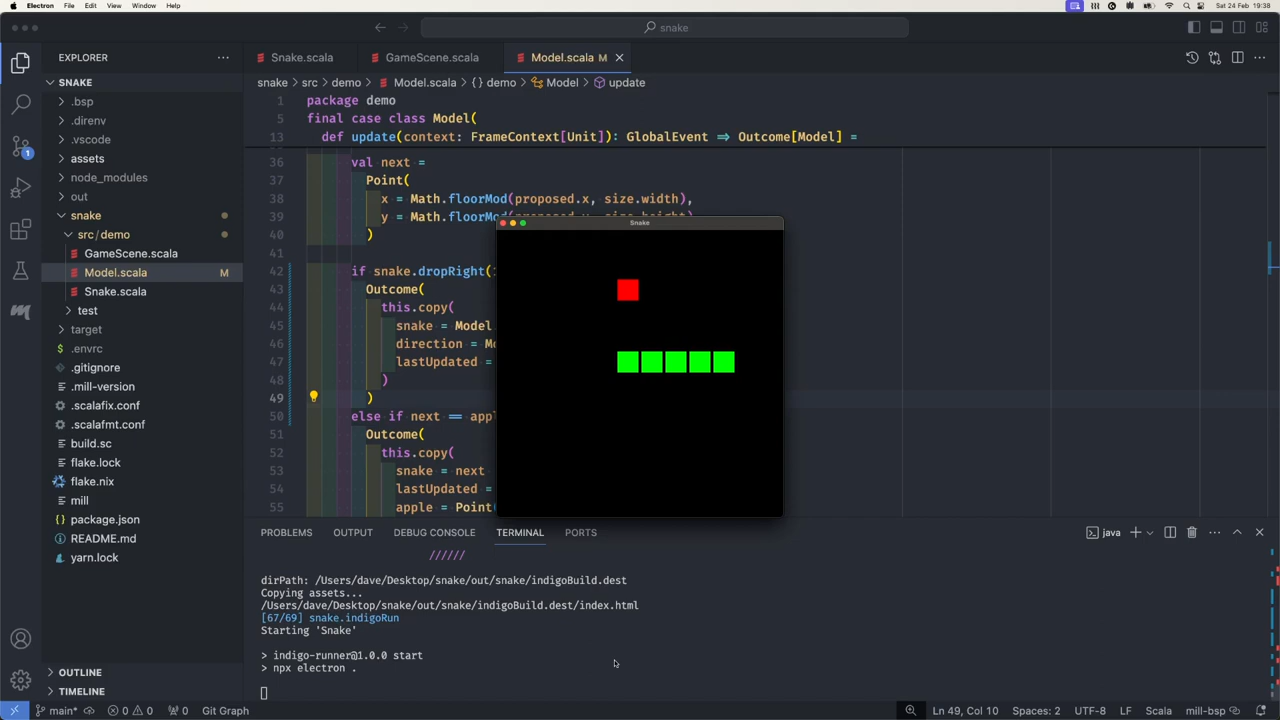 Electron File Edit View Window Help
Sat 24 Feb 19:38
snake
EXPLORER
SNAKE
.bsp
.direnv
.vscode
assets
node_modules
out
snake
src/demo
GameScene.scala
Model.scala M
Snake.scala
test
target
.envrc
.gitignore
.mill-version
.scalafix.conf
.scalafmt.conf
build.sc
flake.lock
flake.nix
mill
package.json
README.md
yarn.lock
OUTLINE
TIMELINE
1
Snake.scala GameScene.scala Model.scala M
snake > src > demo > Model.scala > {} demo > Model > update
1 package demo
5 final case class Model(
13 def update(context: FrameContext[Unit]): GlobalEvent ⇒ Outcome[Model] =
36 val next =
37 Point(
38 x = Math.floorMod(proposed.x, size.width),
39 y = Math.floorMod(
40 )
41
42 if snake.dropRight(
43 Outcome(
44 this.copy(
45 snake = Model
46 direction =
47 lastUpdated =
48 )
49 )
50 else if next == appl
51 Outcome(
52 this.copy(
53 snake = next
54 lastUpdated =
55 apple = Point
Snake
PROBLEMS OUTPUT DEBUG CONSOLE TERMINAL PORTS
java
//////
dirPath: /Users/dave/Desktop/snake/out/snake/indigoBuild.dest
Copying assets...
/Users/dave/Desktop/snake/out/snake/indigoBuild.dest/index.html
[67/69] snake.indigoRun
Starting 'Snake'
> indigo-runner@1.0.0 start
> npx electron .
main* 0 0 0 Git Graph
Ln 49, Col 10 Spaces: 2 UTF-8 LF Scala mill-bsp